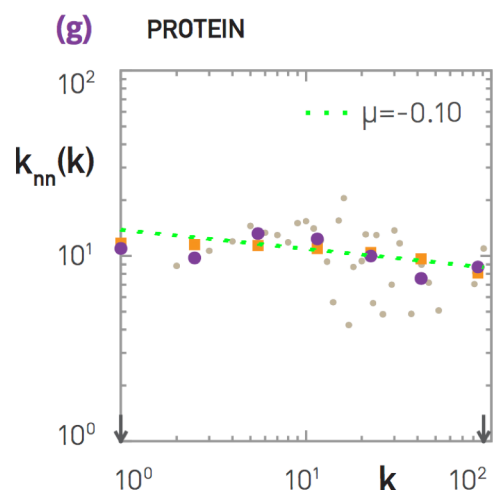 (g) PROTEIN
10²
μ=-0.10
kₙₙ(k)
10¹
10⁰
10⁰ 10¹ k 10²